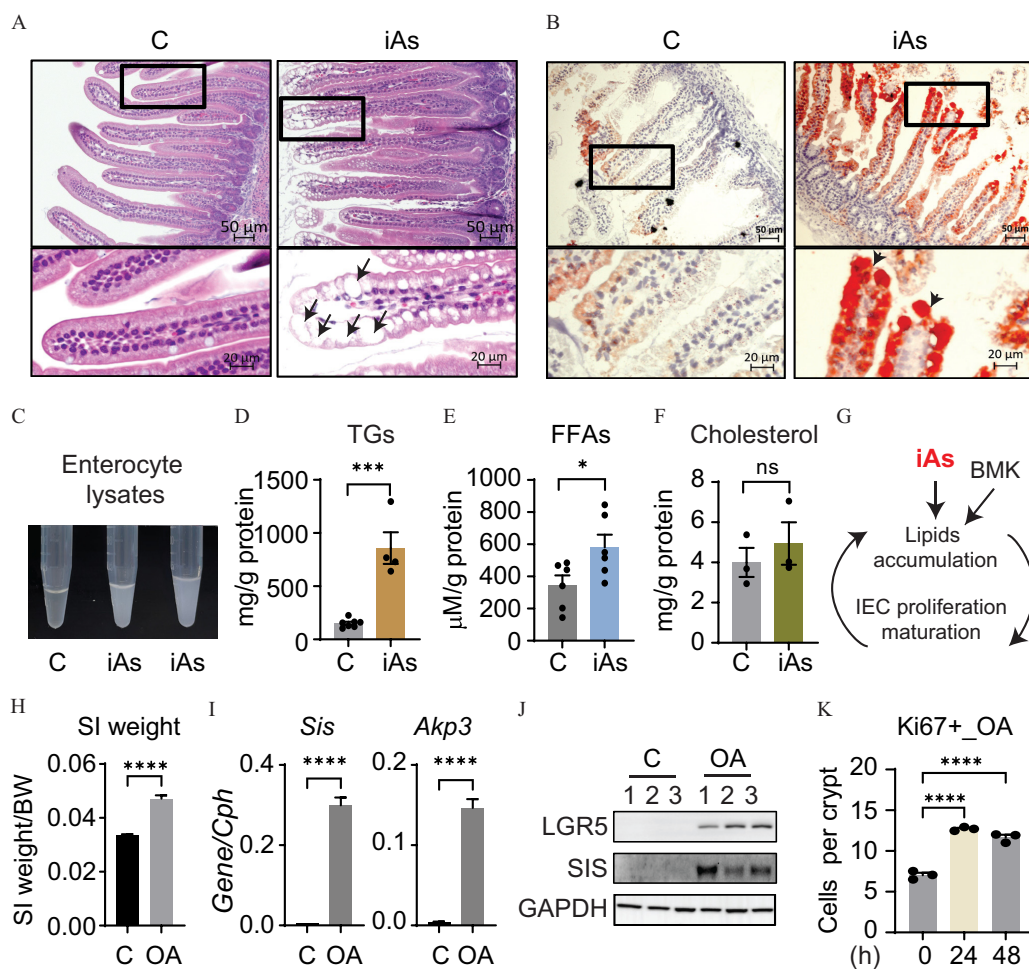 A
C
iAs
50 µm
50 µm
20 µm
20 µm
B
C
iAs
50 µm
50 µm
20 µm
20 µm
C
Enterocyte
lysates
C iAs iAs
D
TGs
***
mg/g protein
1500
1000
500
0
C iAs
E
FFAs
*
µM/g protein
1000
800
600
400
200
0
C iAs
F
Cholesterol
ns
mg/g protein
8
6
4
2
0
C iAs
G
iAs
BMK
Lipids
accumulation
IEC proliferation
maturation
H
SI weight
****
SI weight/BW
0.06
0.04
0.02
0.00
C OA
I
Sis
****
Gene/Cph
0.4
0.2
0.0
C OA
Akp3
****
0.2
0.1
0.0
C OA
J
C OA
1 2 3 1 2 3
LGR5
SIS
GAPDH
K
Ki67+_OA
****
****
Cells per crypt
20
15
10
5
0
(h) 0 24 48